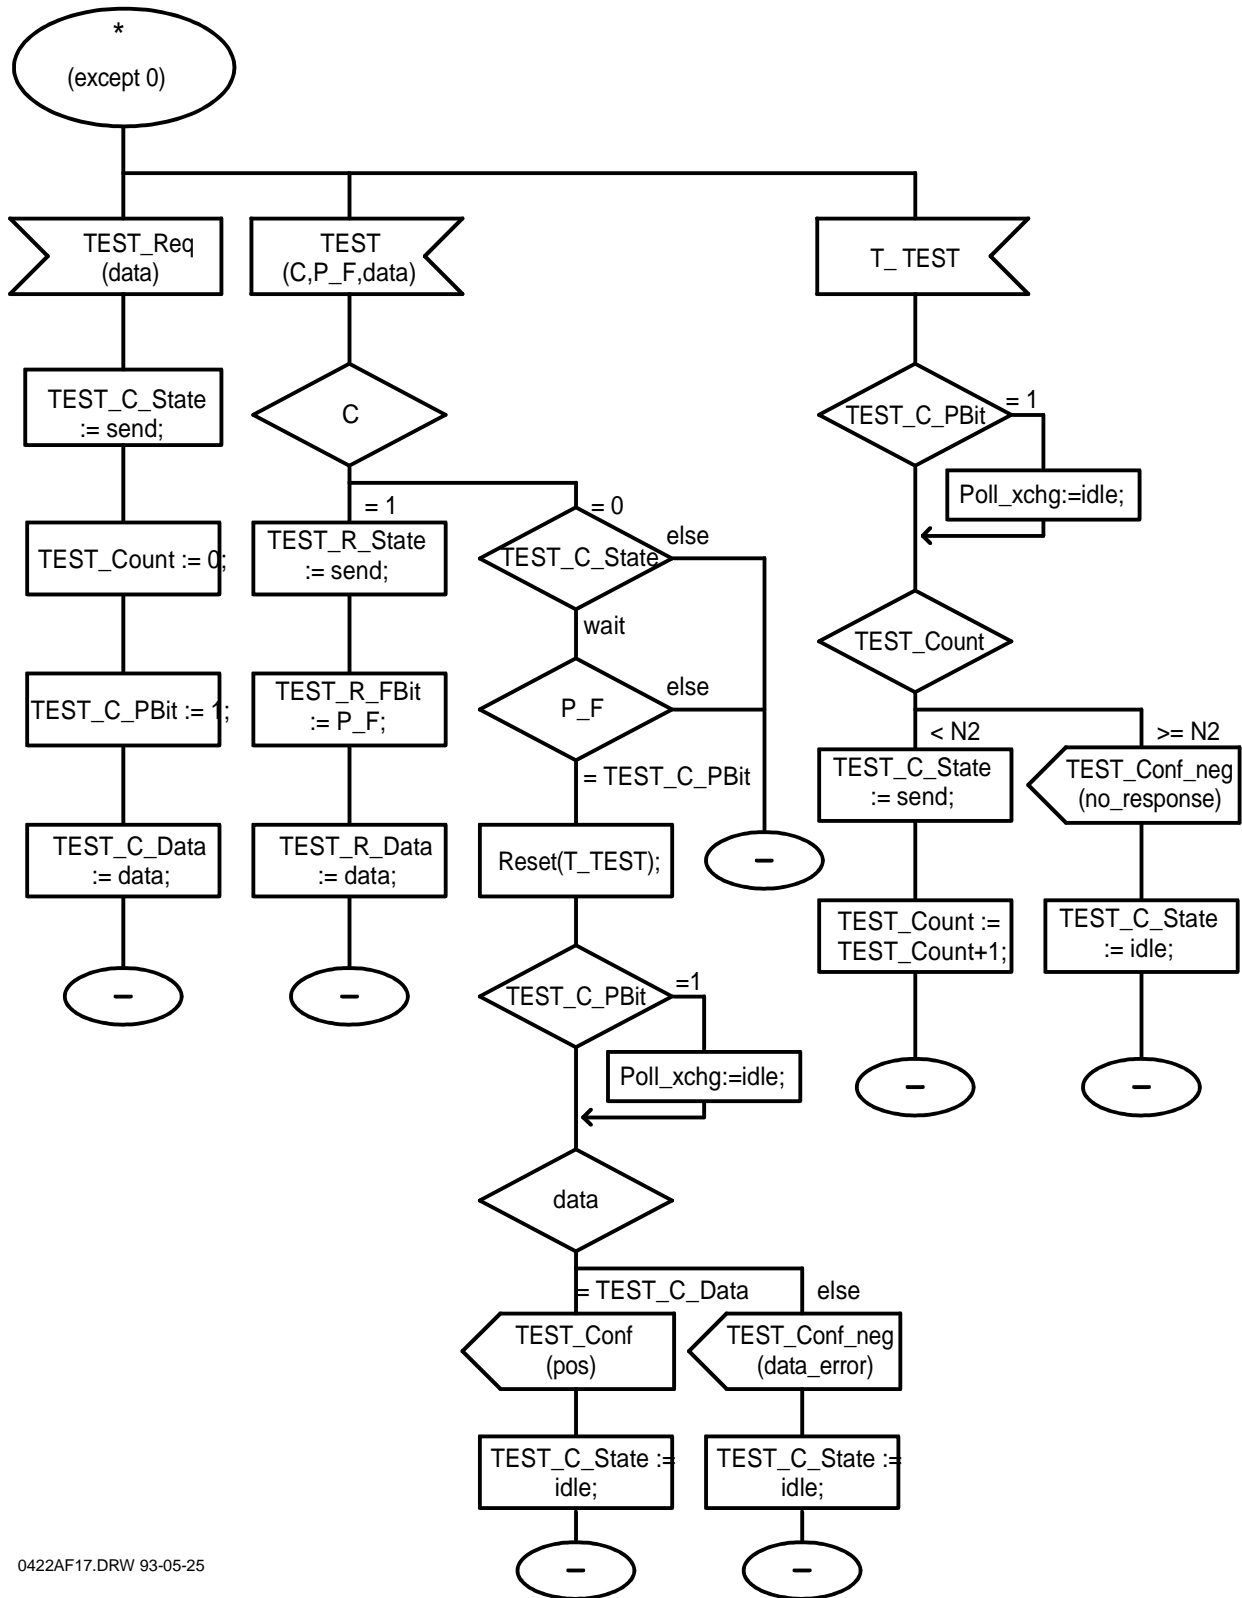 *
(except 0)
TEST_Req
(data)
TEST
(C,P_F,data)
T_ TEST
TEST_C_State
:= send;
C
TEST_C_PBit
= 1
Poll_xchg:=idle;
= 1
= 0
TEST_Count := 0;
TEST_R_State
:= send;
TEST_C_State
else
wait
TEST_Count
TEST_C_PBit := 1;
TEST_R_FBit
:= P_F;
P_F
else
= TEST_C_PBit
< N2
>= N2
TEST_C_State
:= send;
TEST_Conf_neg
(no_response)
TEST_C_Data
:= data;
TEST_R_Data
:= data;
Reset(T_TEST);
–
TEST_Count :=
TEST_Count+1;
TEST_C_State
:= idle;
–
–
TEST_C_PBit
=1
Poll_xchg:=idle;
–
–
data
= TEST_C_Data
else
TEST_Conf
(pos)
TEST_Conf_neg
(data_error)
TEST_C_State :=
idle;
TEST_C_State :=
idle;
–
–
0422AF17.DRW 93-05-25